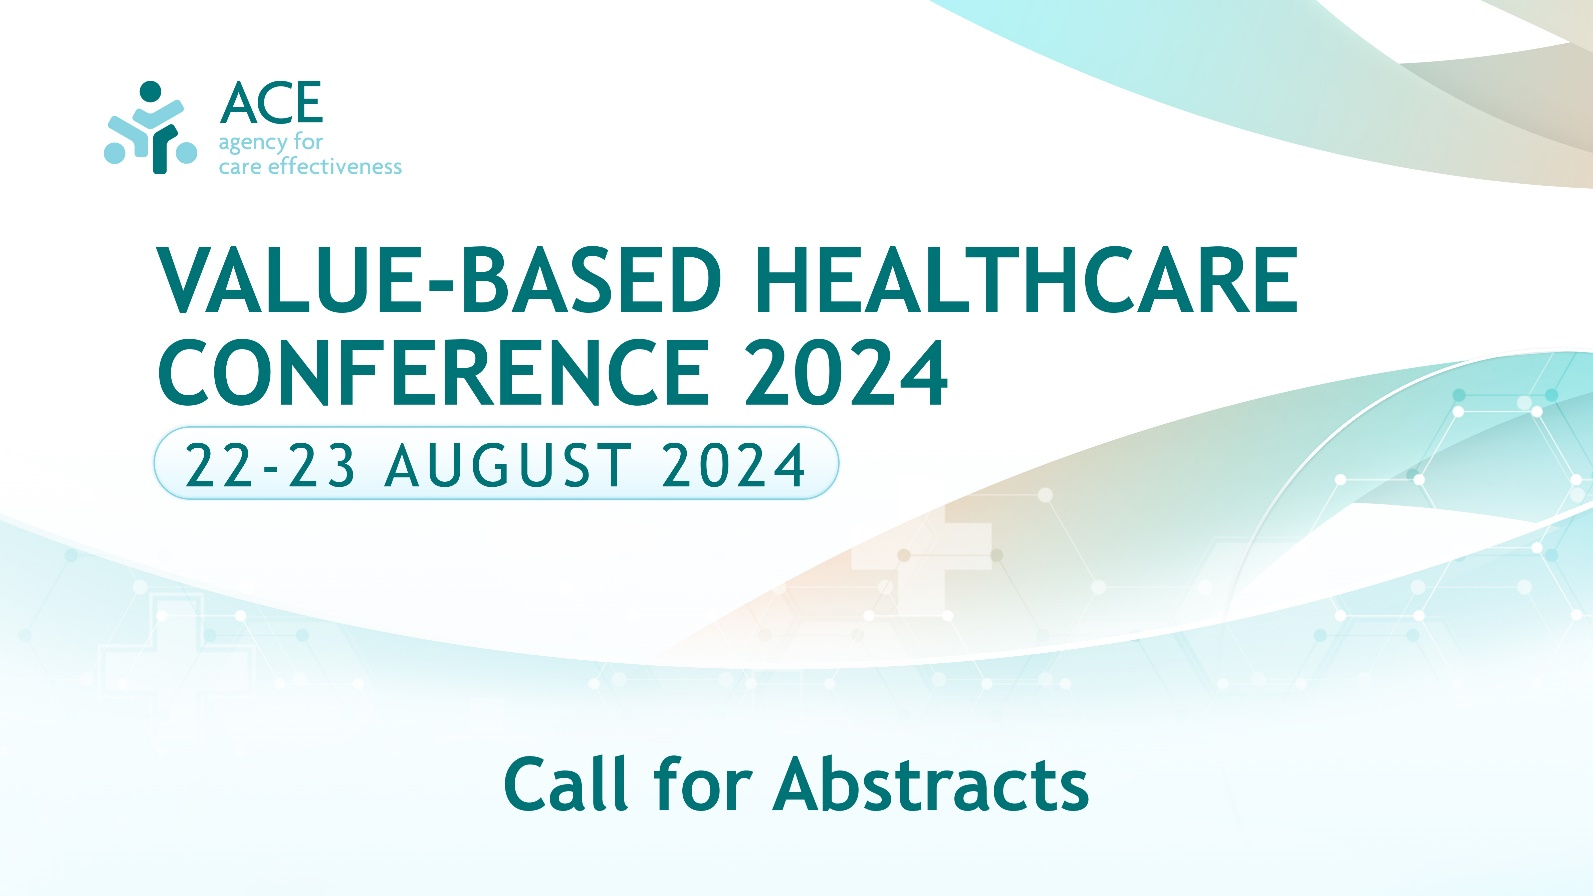 ACE
agency for
care effectiveness
VALUE-BASED HEALTHCARE
CONFERENCE 2024
22-23 AUGUST 2024
Call for Abstracts